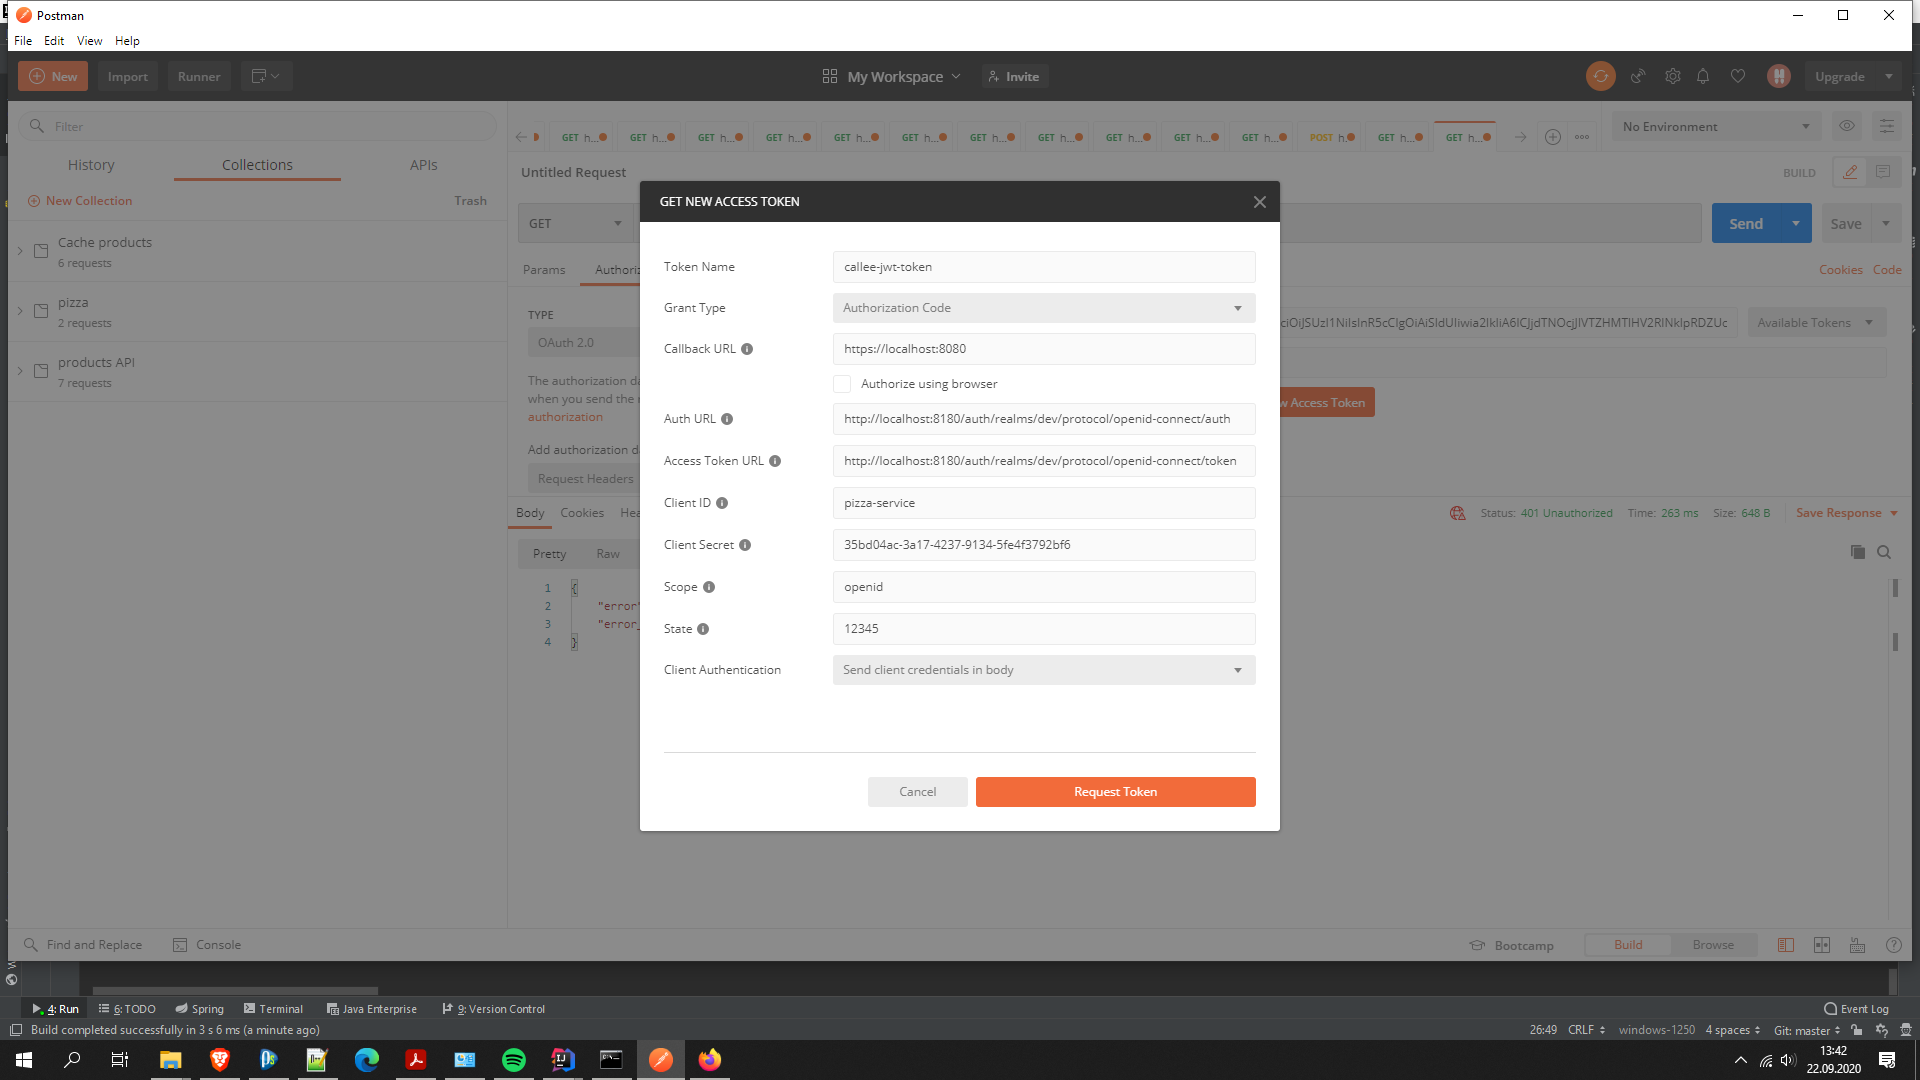 Postman
File Edit View Help
New Import Runner My Workspace Invite Upgrade
Filter
History Collections APIs
New Collection Trash
Cache products
6 requests
pizza
2 requests
products API
7 requests
GET h... GET h... GET h... GET h... GET h... GET h... GET h... GET h... GET h... GET h... GET h... POST h... GET h... GET h...
No Environment
Untitled Request BUILD
GET Send Save
Params Authoriz Cookies Code
TYPE
OAuth 2.0
The authorization da
when you send the r
authorization
Add authorization da
Request Headers
Available Tokens
w Access Token
GET NEW ACCESS TOKEN
Token Name callee-jwt-token
Grant Type Authorization Code
Callback URL https://localhost:8080
Authorize using browser
Auth URL http://localhost:8180/auth/realms/dev/protocol/openid-connect/auth
Access Token URL http://localhost:8180/auth/realms/dev/protocol/openid-connect/token
Client ID pizza-service
Client Secret 35bd04ac-3a17-4237-9134-5fe4f3792bf6
Scope openid
State 12345
Client Authentication Send client credentials in body
Cancel Request Token
Body Cookies Hea Status: 401 Unauthorized Time: 263 ms Size: 648 B Save Response
Pretty Raw
1 {
2 "error"
3 "error_
4 }
Find and Replace Console Bootcamp Build Browse
4: Run 6: TODO Spring Terminal Java Enterprise 9: Version Control Event Log
Build completed successfully in 3 s 6 ms (a minute ago) 26:49 CRLF windows-1250 4 spaces Git: master
13:42
22.09.2020